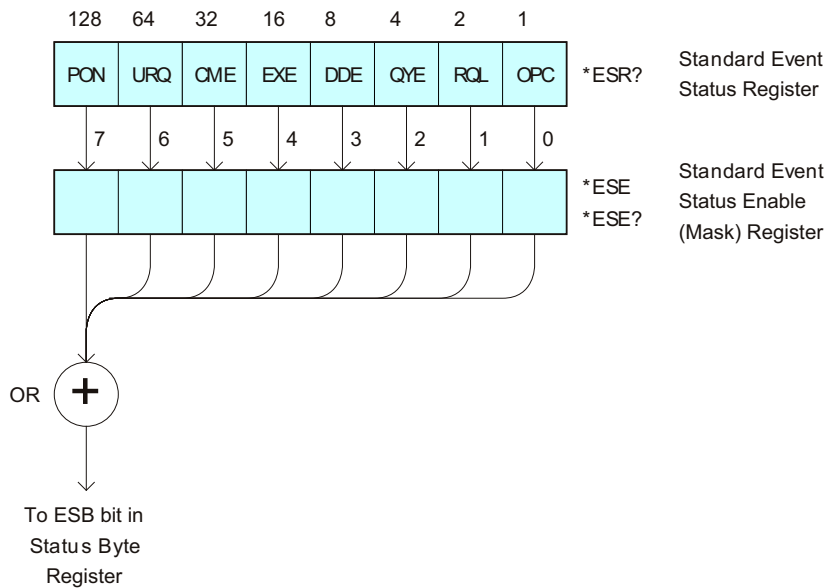 128 64 32 16 8 4 2 1
PON URQ CME EXE DDE QYE RQL OPC
*ESR?
Standard Event
Status Register
7 6 5 4 3 2 1 0
*ESE
*ESE?
Standard Event
Status Enable
(Mask) Register
OR
+
To ESB bit in
Status Byte
Register